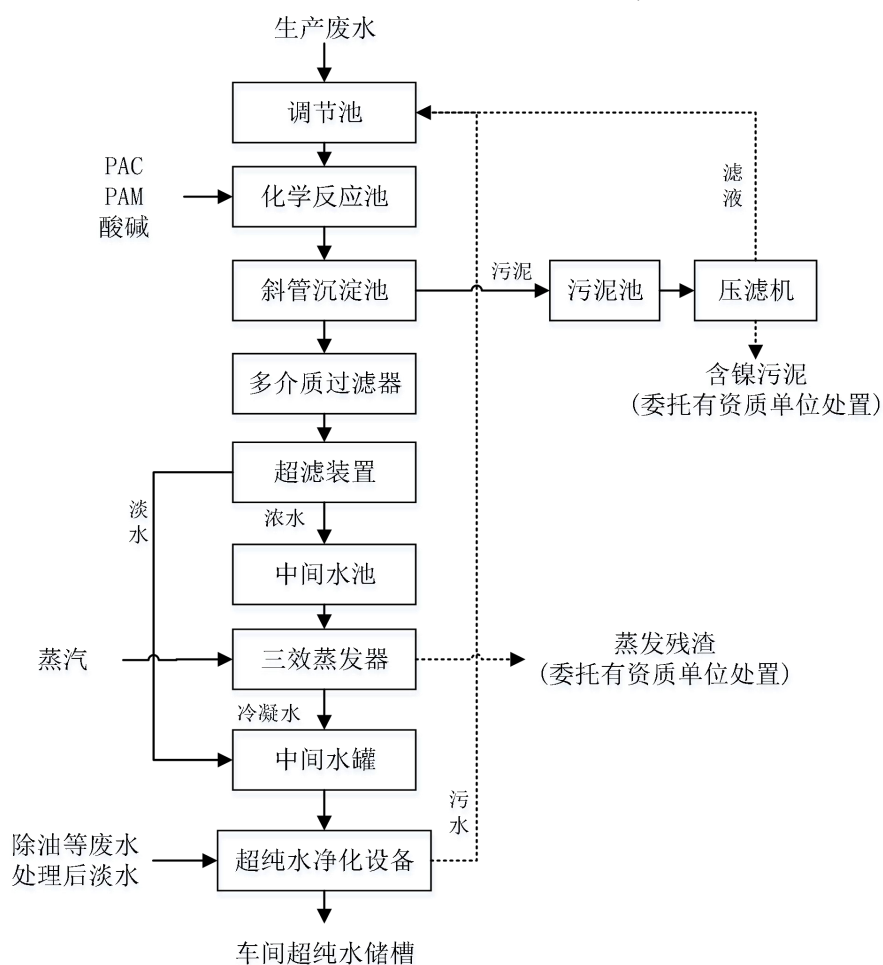 生产废水
调节池
PAC
PAM
酸碱
化学反应池
滤
液
斜管沉淀池
污泥
污泥池
压滤机
含镍污泥
(委托有资质单位处置)
多介质过滤器
超滤装置
淡
水
浓水
中间水池
蒸汽
三效蒸发器
蒸发残渣
(委托有资质单位处置)
冷凝水
中间水罐
污
水
除油等废水
处理后淡水
超纯水净化设备
车间超纯水储槽